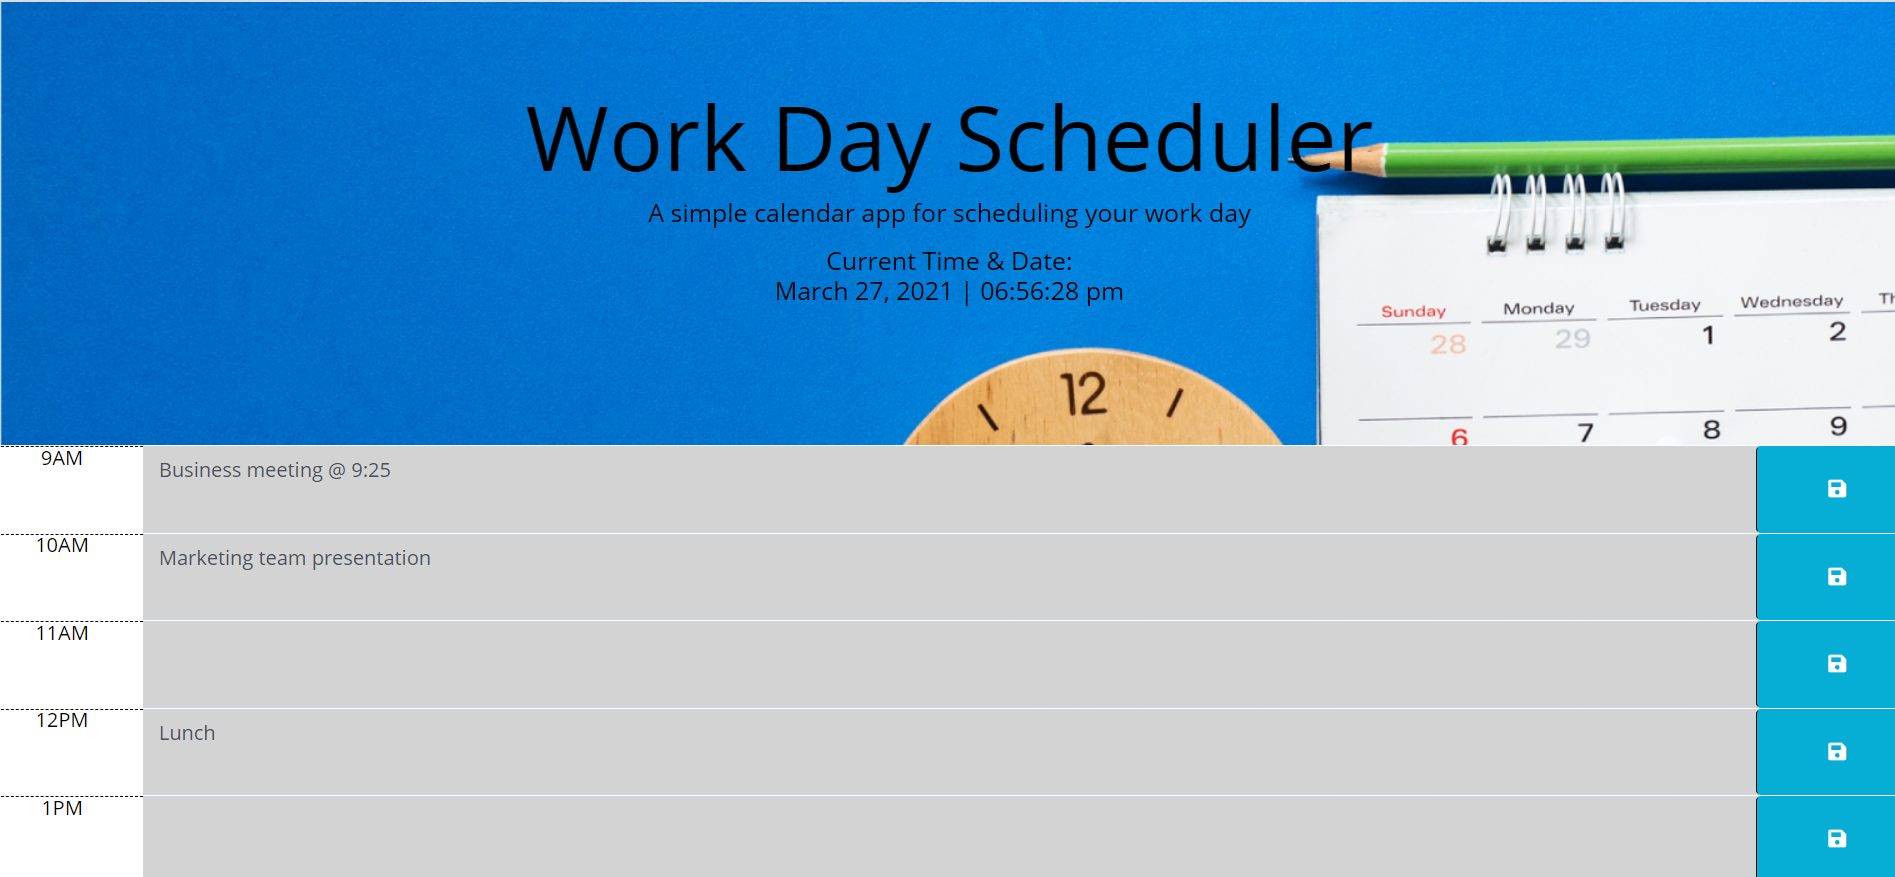 Work Day Scheduler
A simple calendar app for scheduling your work day
Current Time & Date:
March 27, 2021 | 06:56:28 pm
Sunday Monday Tuesday Wednesday
28 29 1 2
6 7 8 9
12
9AM Business meeting @ 9:25
10AM Marketing team presentation
11AM
12PM Lunch
1PM